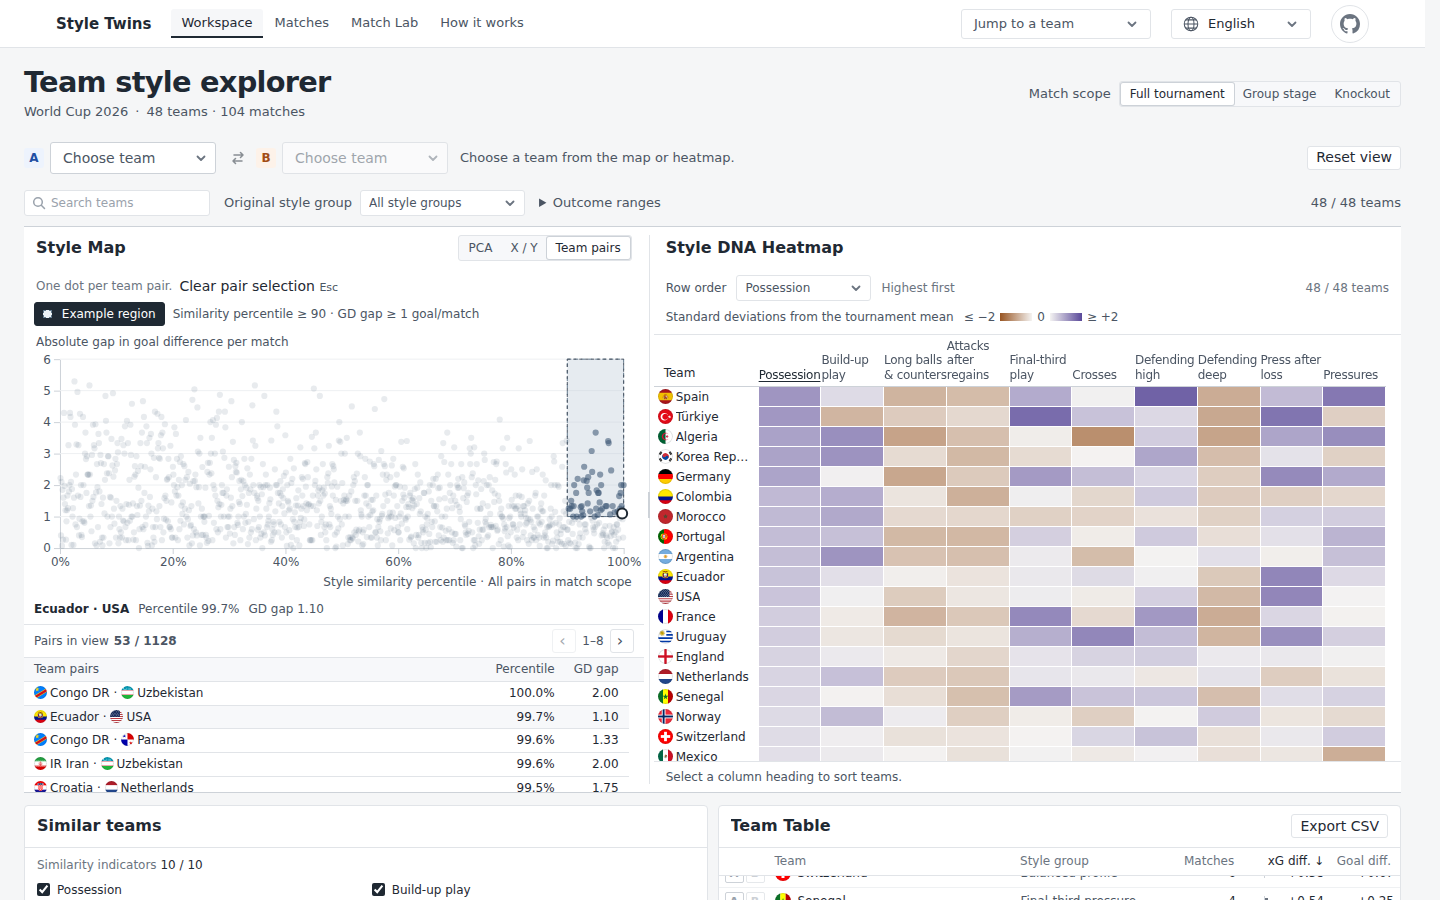 Style Twins Workspace Matches Match Lab How it works Jump to a team English
Team style explorer
World Cup 2026 · 48 teams · 104 matches
Match scope Full tournament Group stage Knockout
A Choose team B Choose team Choose a team from the map or heatmap. Reset view
Search teams Original style group All style groups Outcome ranges 48 / 48 teams
Style Map PCA X / Y Team pairs
One dot per team pair. Clear pair selection Esc
Example region Similarity percentile ≥ 90 · GD gap ≥ 1 goal/match
Absolute gap in goal difference per match
6
5
4
3
2
1
0
0% 20% 40% 60% 80% 100%
Style similarity percentile · All pairs in match scope
Ecuador · USA Percentile 99.7% GD gap 1.10
Pairs in view 53 / 1128 ‹ 1–8 ›
Team pairs Percentile GD gap
Congo DR · Uzbekistan 100.0% 2.00
Ecuador · USA 99.7% 1.10
Congo DR · Panama 99.6% 1.33
IR Iran · Uzbekistan 99.6% 2.00
Croatia · Netherlands 99.5% 1.75
Style DNA Heatmap
Row order Possession Highest first 48 / 48 teams
Standard deviations from the tournament mean ≤ −2 0 ≥ +2
Team Possession Build-up play Long balls & counters Attacks after regains Final-third play Crosses Defending high Defending deep Press after loss Pressures
Spain
Türkiye
Algeria
Korea Rep…
Germany
Colombia
Morocco
Portugal
Argentina
Ecuador
USA
France
Uruguay
England
Netherlands
Senegal
Norway
Switzerland
Mexico
Select a column heading to sort teams.
Similar teams
Similarity indicators 10 / 10
Possession Build-up play
Team Table Export CSV
Team Style group Matches xG diff. ↓ Goal diff.